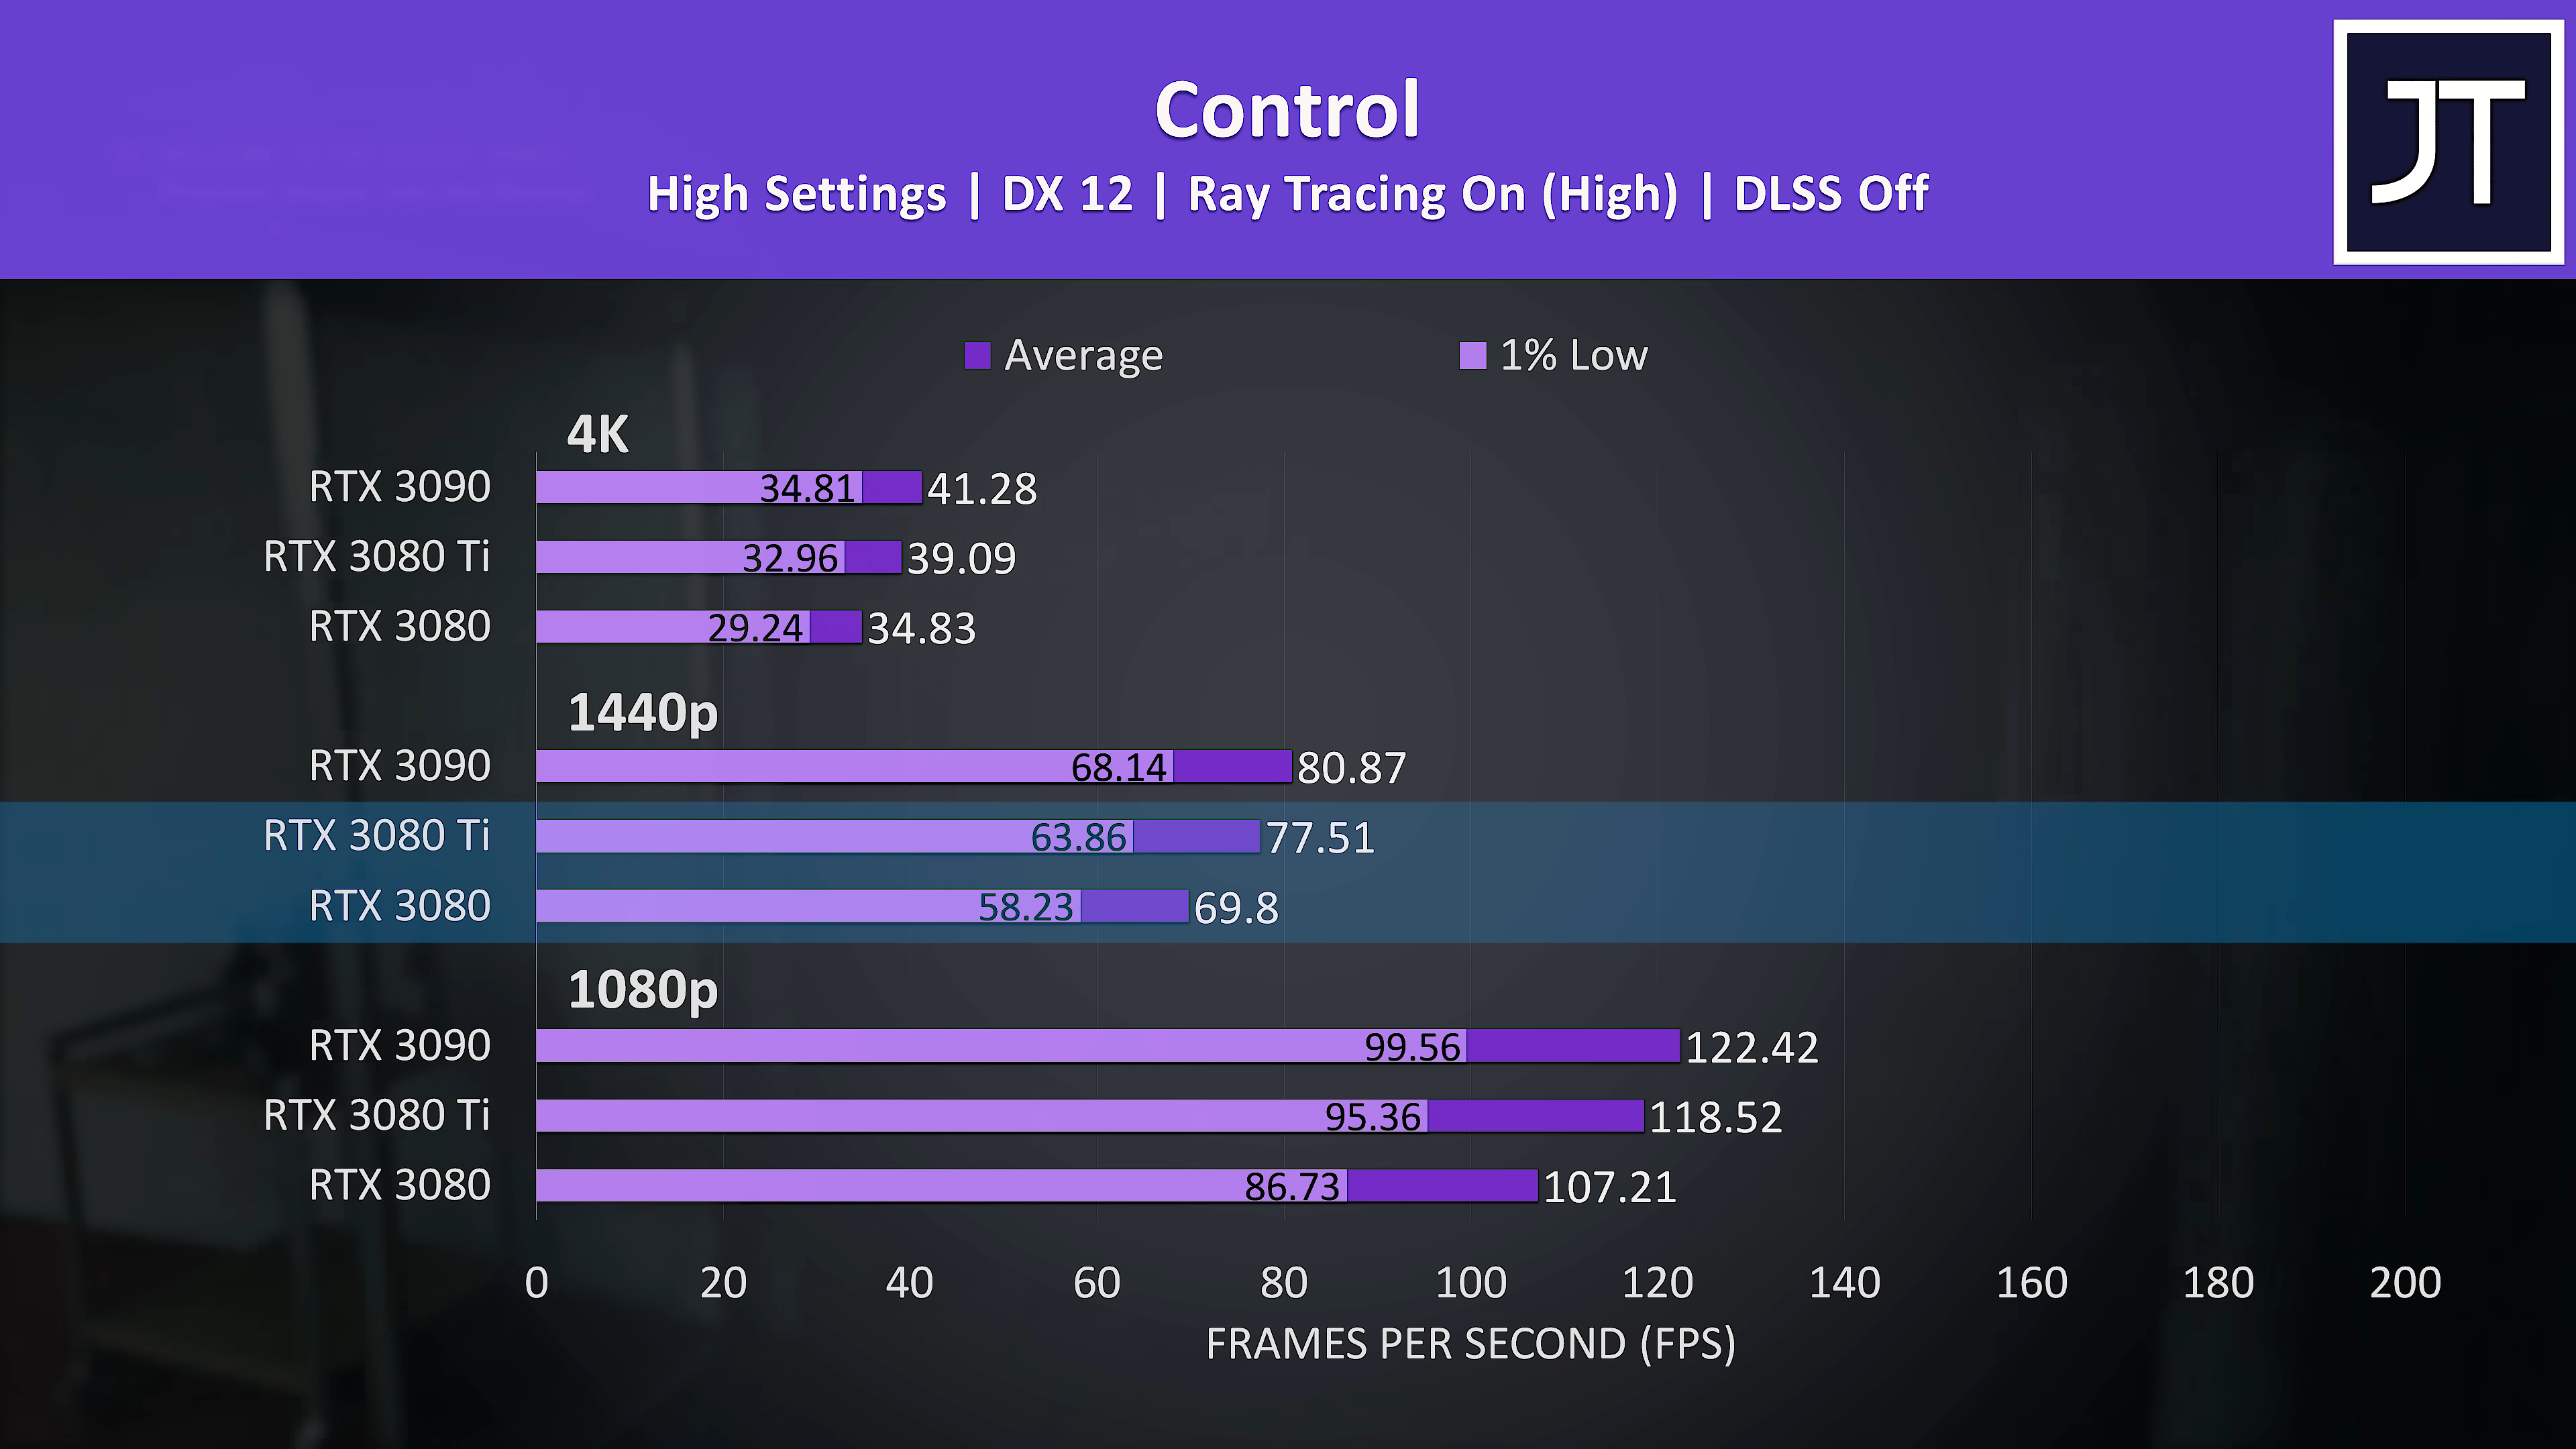 Control
JT
High Settings | DX 12 | Ray Tracing On (High) | DLSS Off
Average 1% Low
4K
RTX 3090 34.81 41.28
RTX 3080 Ti 32.96 39.09
RTX 3080 29.24 34.83
1440p
RTX 3090 68.14 80.87
RTX 3080 Ti 63.86 77.51
RTX 3080 58.23 69.8
1080p
RTX 3090 99.56 122.42
RTX 3080 Ti 95.36 118.52
RTX 3080 86.73 107.21
0 20 40 60 80 100 120 140 160 180 200
FRAMES PER SECOND (FPS)